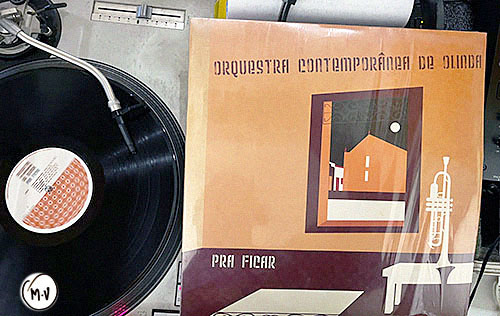 ORQUESTRA CONTEMPORÂNEA DE OLINDA
PRA FICAR
M·V